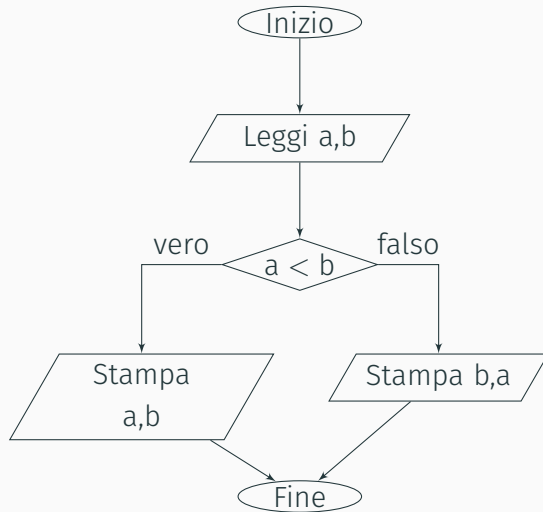 Inizio
Leggi a,b
vero
falso
a < b
Stampa
a,b
Stampa b,a
Fine